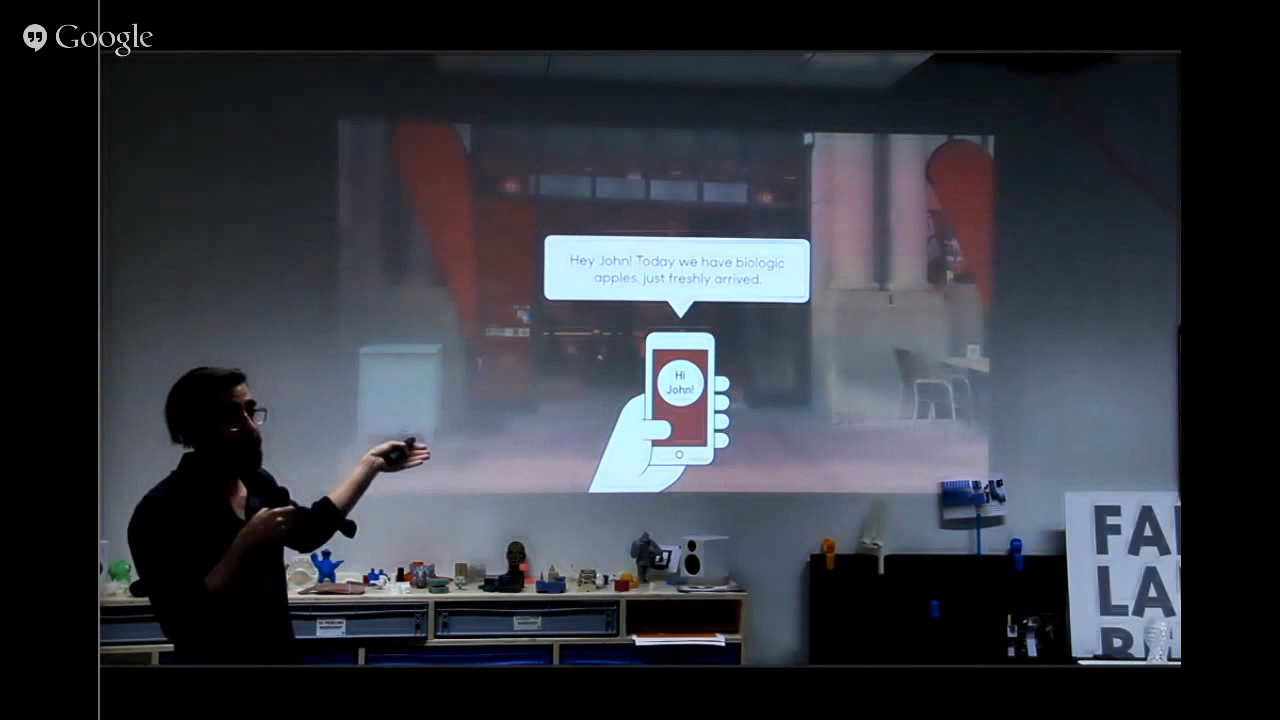 Google
Hey John! Today we have biologic
apples, just freshly arrived.
Hi
John!
FA
LA